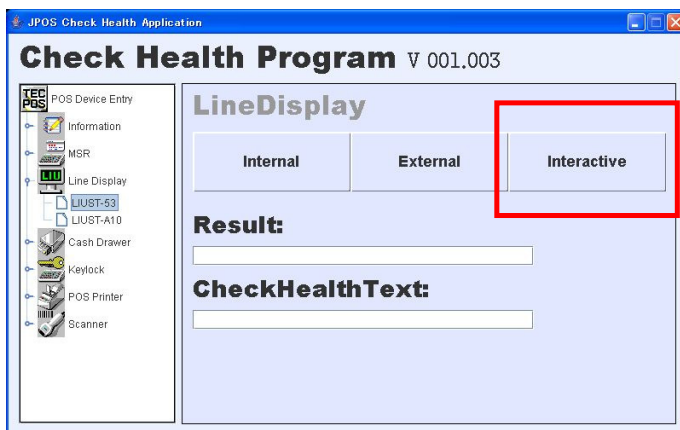 JPOS Check Health Application
Check Health Program V 001.003
TEC
POS
POS Device Entry
Information
MSR
LIU
Line Display
LIUST-53
LIUST-A10
Cash Drawer
Keylock
POS Printer
Scanner
LineDisplay
Internal
External
Interactive
Result:
CheckHealthText: